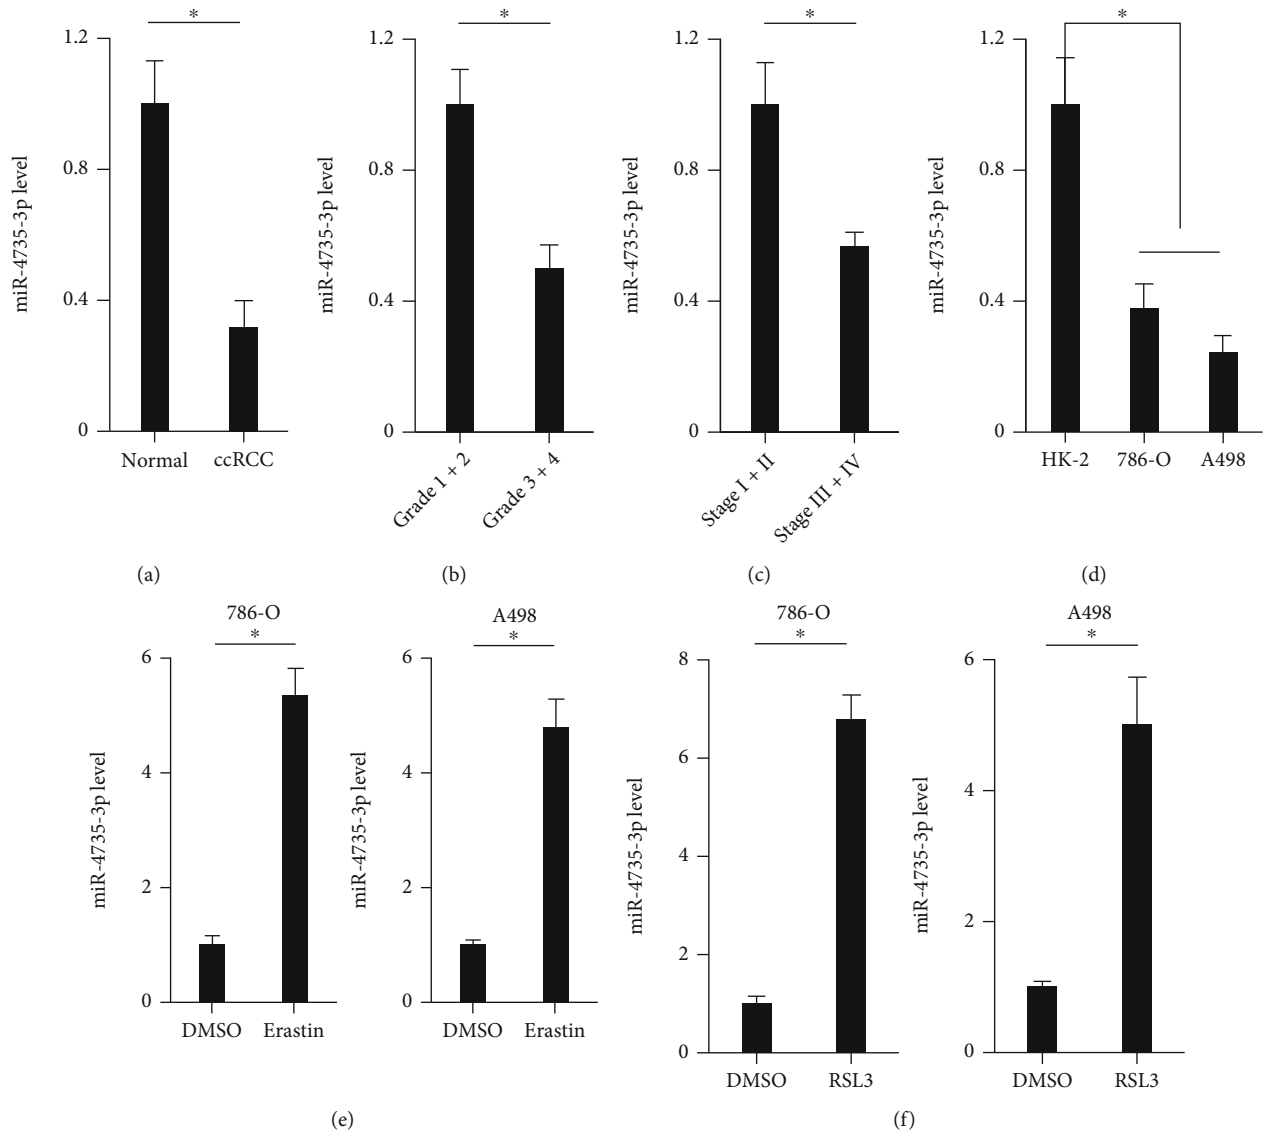 *
1.2
0.8
0.4
0
miR-4735-3p level
Normal ccRCC
(a)
*
1.2
0.8
0.4
0
miR-4735-3p level
Grade 1 + 2
Grade 3 + 4
(b)
*
1.2
0.8
0.4
0
miR-4735-3p level
Stage I + II
Stage III + IV
(c)
*
1.2
0.8
0.4
0
miR-4735-3p level
HK-2 786-O A498
(d)
786-O
*
6
4
2
0
miR-4735-3p level
DMSO Erastin
A498
*
6
4
2
0
miR-4735-3p level
DMSO Erastin
(e)
786-O
*
8
6
4
2
0
miR-4735-3p level
DMSO RSL3
A498
*
6
4
2
0
miR-4735-3p level
DMSO RSL3
(f)